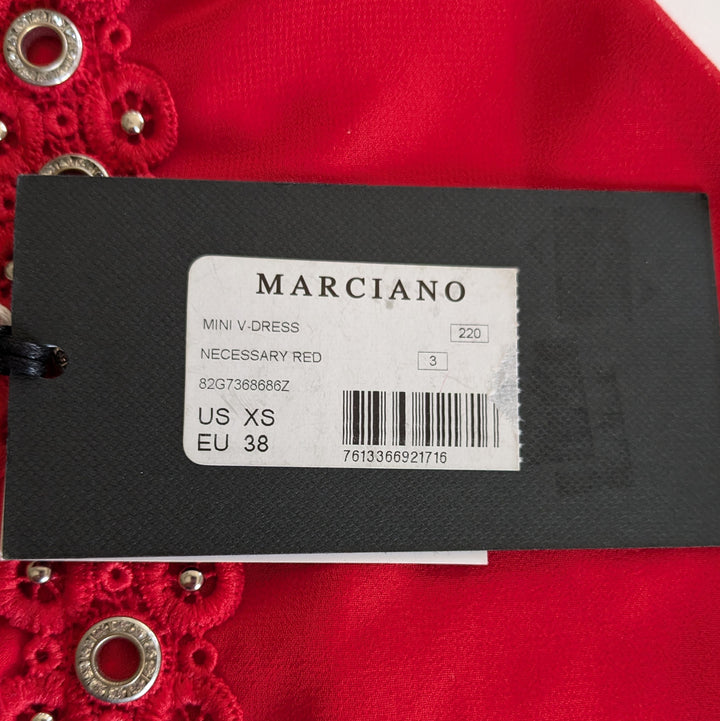 MARCIANO
MINI V-DRESS 220
NECESSARY RED 3
82G7368686Z
US XS
EU 38
7613366921716